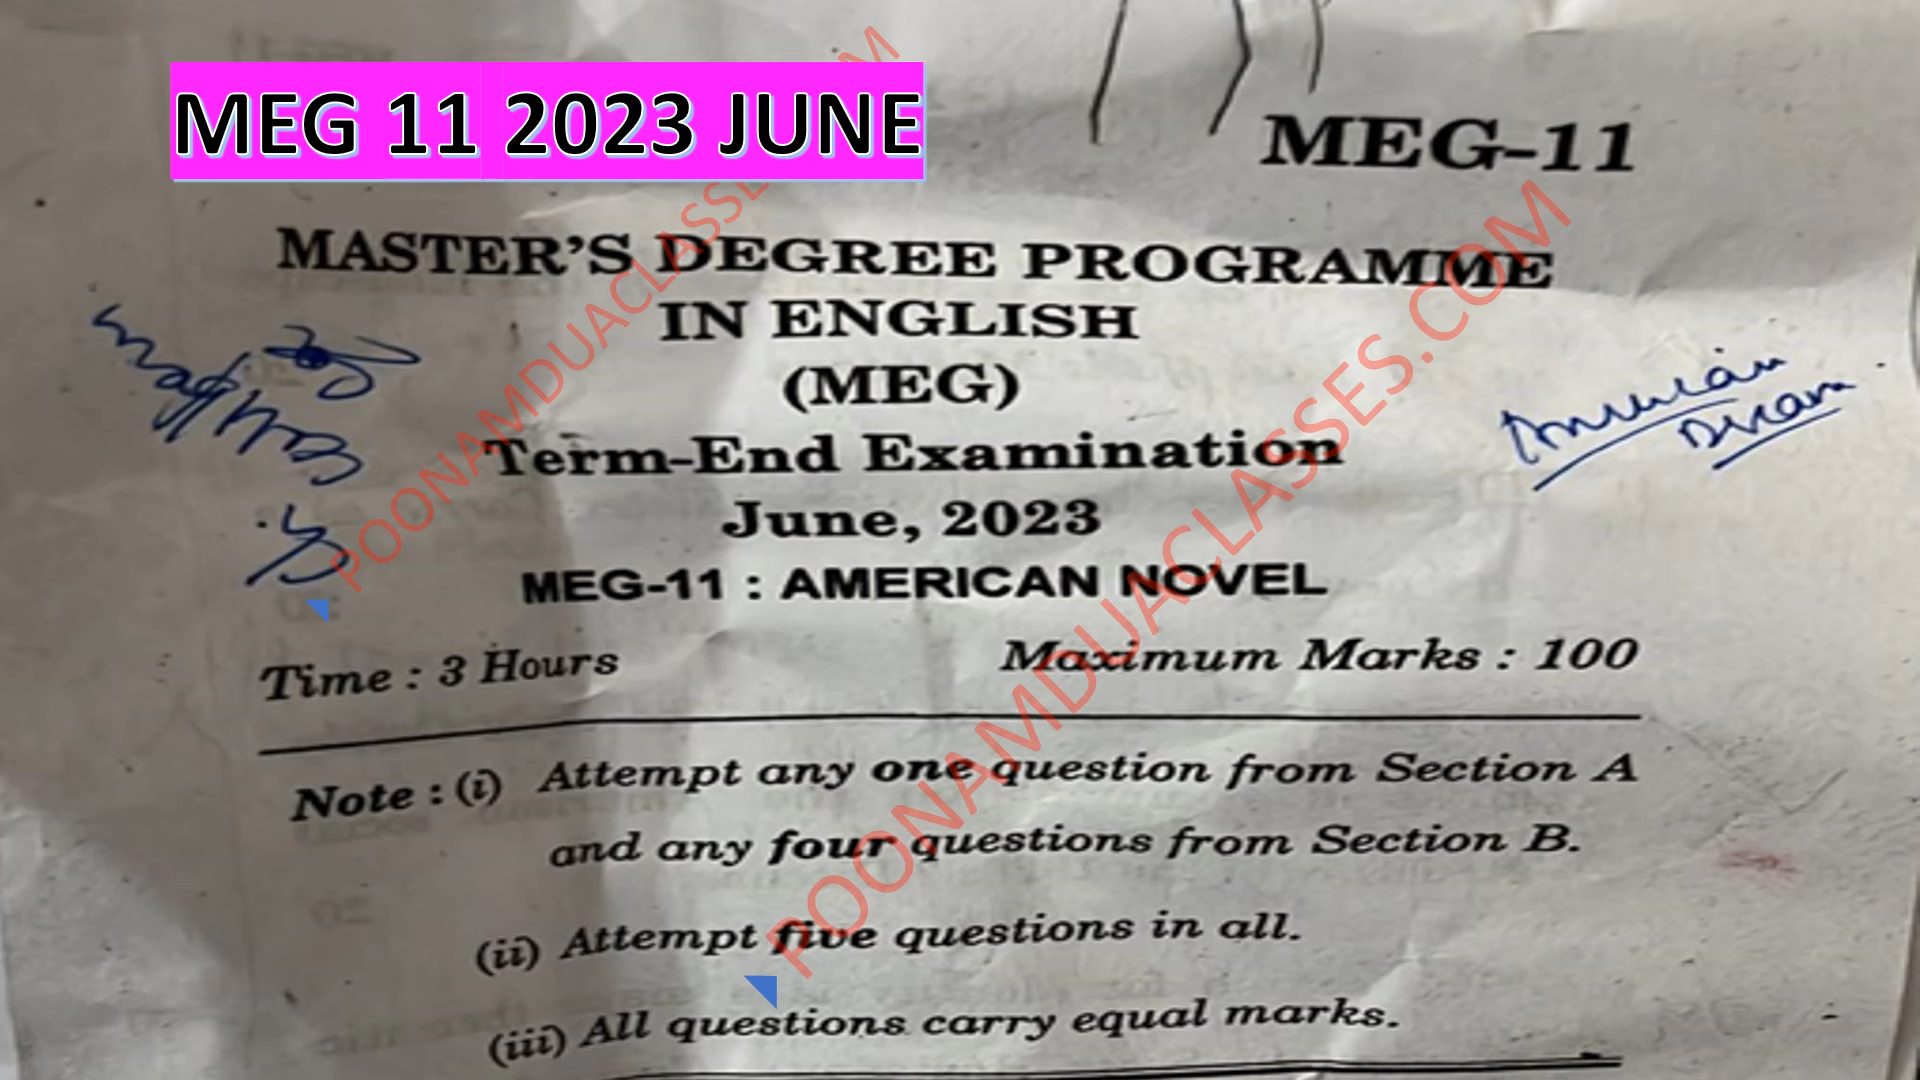 MEG 11 2023 JUNE
MEG-11
MASTER'S DEGREE PROGRAMME
IN ENGLISH
(MEG)
Term-End Examination
June, 2023
MEG-11 : AMERICAN NOVEL
Time : 3 Hours Maximum Marks : 100
Note : (i) Attempt any one question from Section A
and any four questions from Section B.
(ii) Attempt five questions in all.
(iii) All questions carry equal marks.
American
Dream
POONAMDUACLASSES.COM
POONAMDUACLASSES.COM